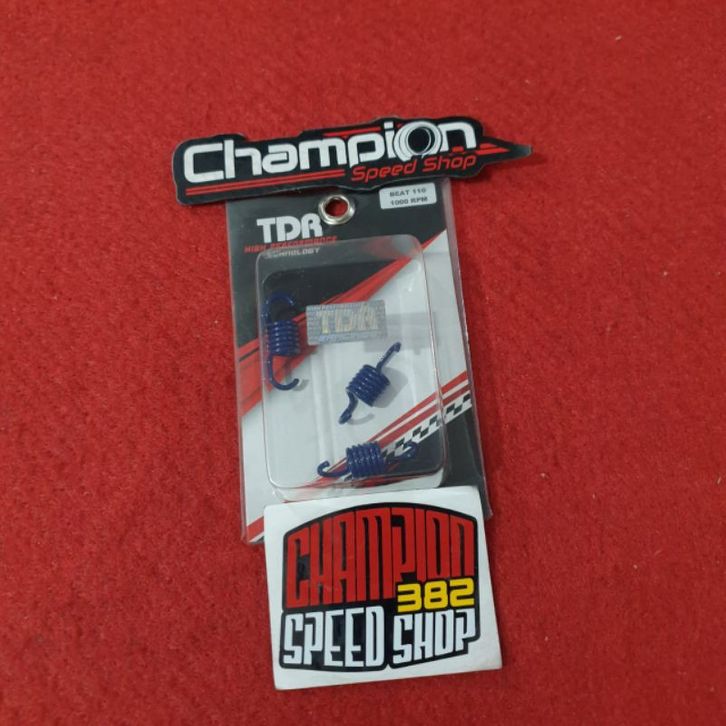 Champion
Speed Shop
BEAT 110
1000 RPM
TDR
HIGH PERFORMANCE
TECHNOLOGY
TDR
CHAMPION
382
SPEED SHOP